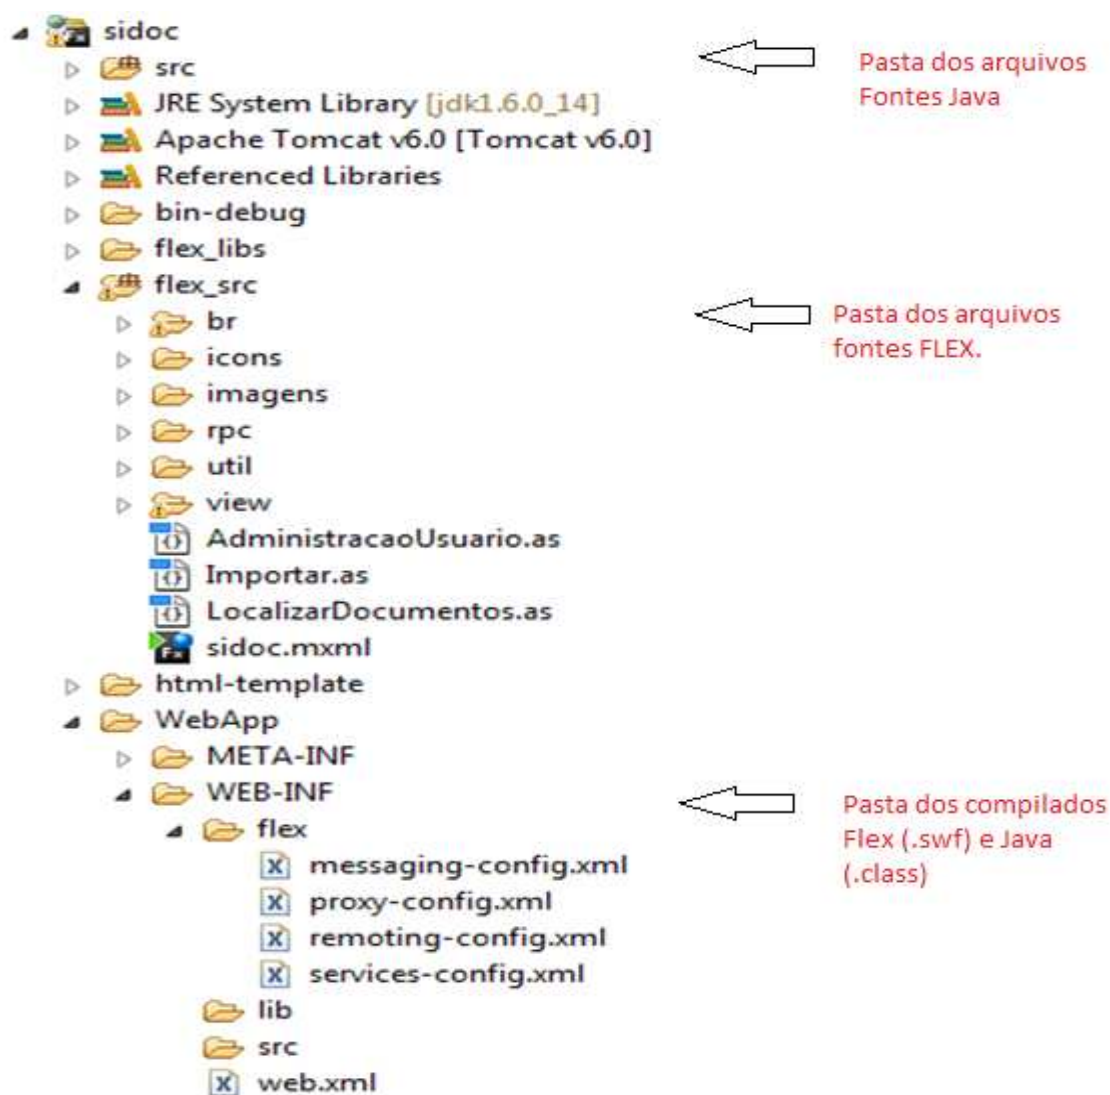 sidoc
src
JRE System Library [jdk1.6.0_14]
Apache Tomcat v6.0 [Tomcat v6.0]
Referenced Libraries
bin-debug
flex_libs
flex_src
br
icons
imagens
rpc
util
view
AdministracaoUsuario.as
Importar.as
LocalizarDocumentos.as
sidoc.mxml
html-template
WebApp
META-INF
WEB-INF
flex
messaging-config.xml
proxy-config.xml
remoting-config.xml
services-config.xml
lib
src
web.xml
Pasta dos arquivos
Fontes Java
Pasta dos arquivos
fontes FLEX.
Pasta dos compilados
Flex (.swf) e Java
(.class)